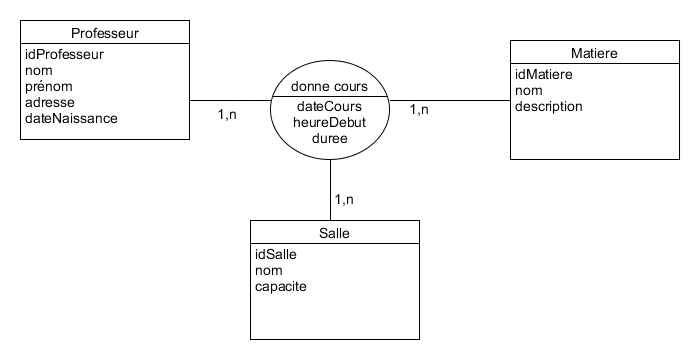 Professeur
idProfesseur
nom
prénom
adresse
dateNaissance
1,n
donne cours
dateCours
heureDebut
duree
1,n
Matiere
idMatiere
nom
description
1,n
Salle
idSalle
nom
capacite